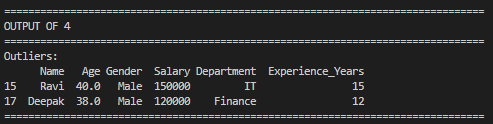 ================================================================================
OUTPUT OF 4
================================================================================
Outliers:
      Name   Age Gender  Salary Department  Experience_Years
15    Ravi  40.0   Male  150000         IT                15
17  Deepak  38.0   Male  120000    Finance                12
================================================================================